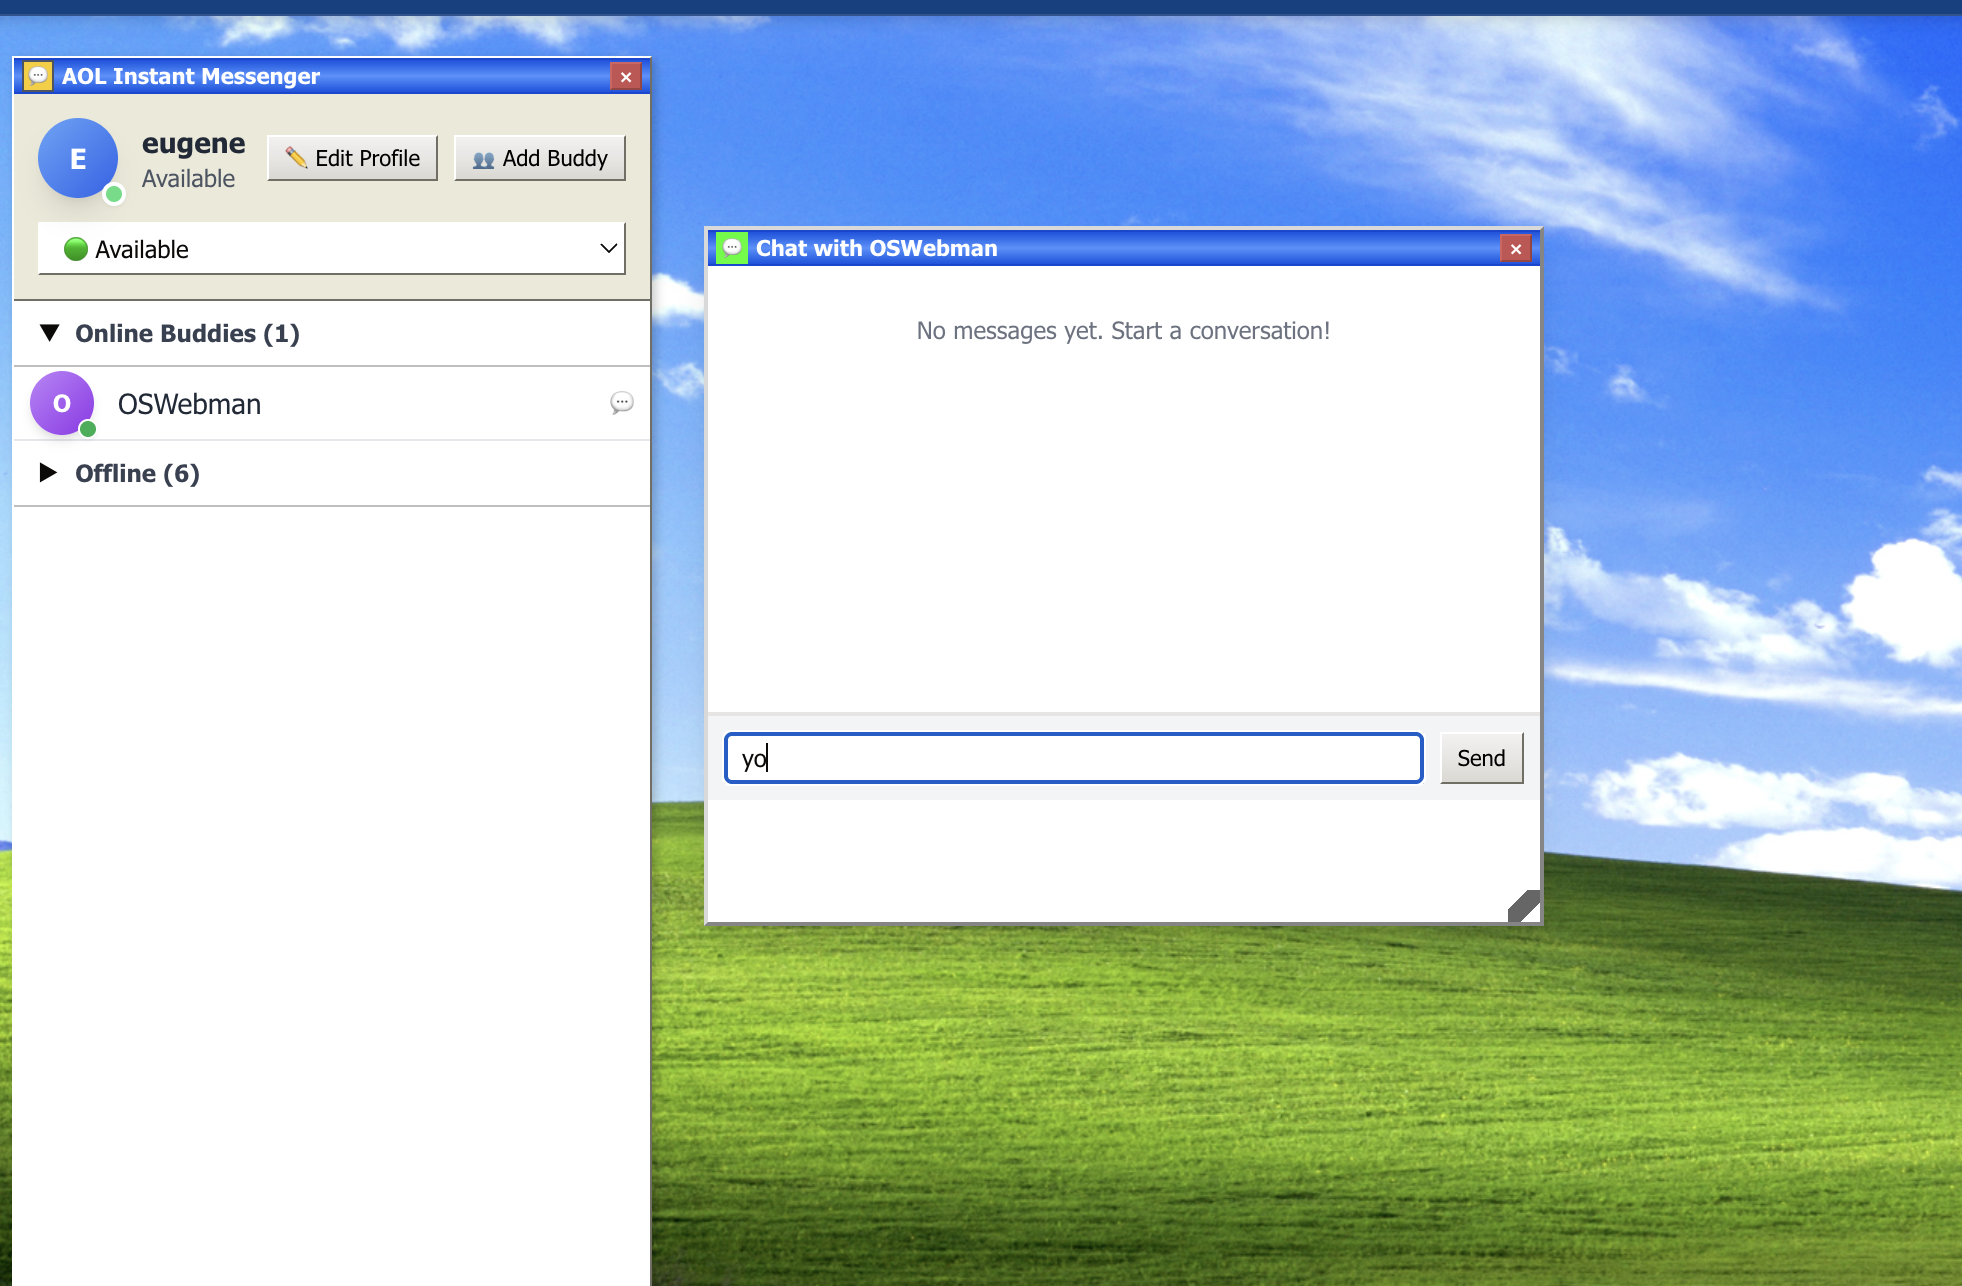 AOL Instant Messenger
E
eugene
Available
Edit Profile
Add Buddy
Available
Online Buddies (1)
O
OSWebman
Offline (6)
Chat with OSWebman
No messages yet. Start a conversation!
yo
Send